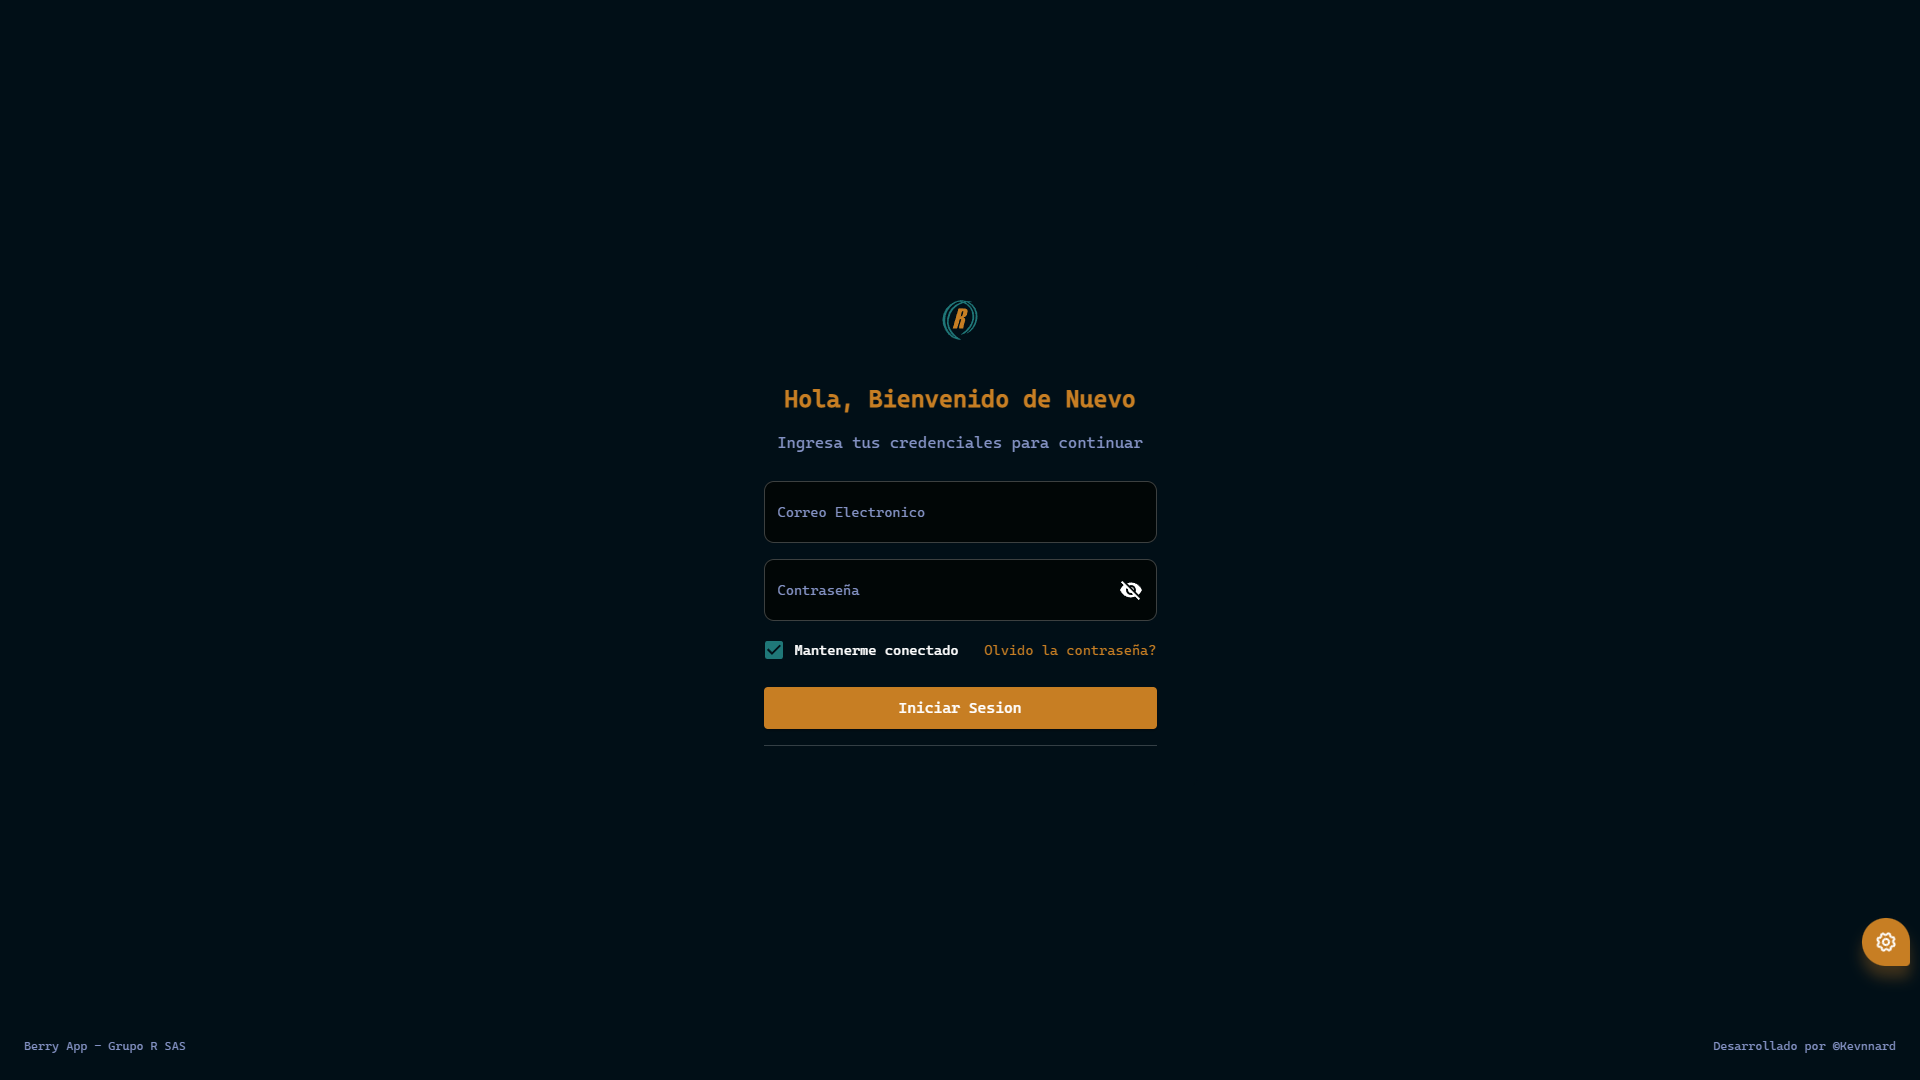 R
Hola, Bienvenido de Nuevo
Ingresa tus credenciales para continuar
Correo Electronico
Contraseña
Mantenerme conectado Olvido la contraseña?
Iniciar Sesion
Berry App - Grupo R SAS Desarrollado por ©Kevnnard